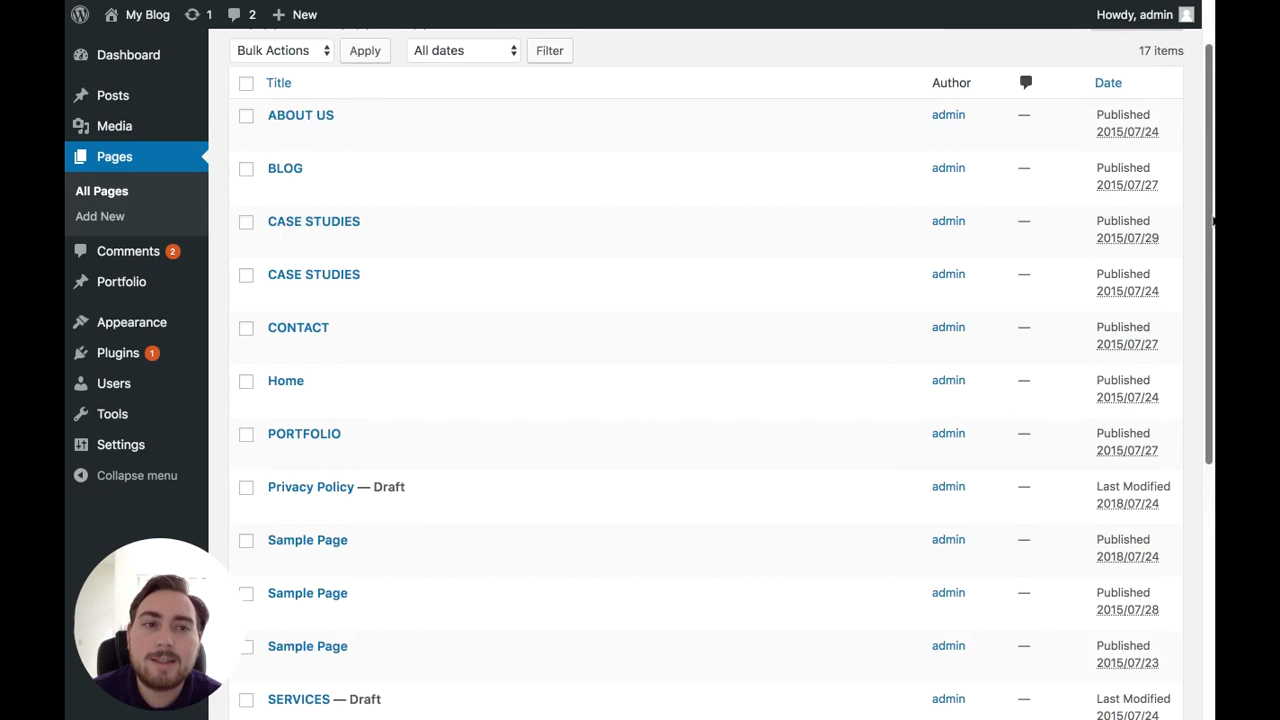 My Blog 1 2 New Howdy, admin
Bulk Actions Apply All dates Filter 17 items
Dashboard
Posts
Media
Pages
All Pages
Add New
Comments 2
Portfolio
Appearance
Plugins 1
Users
Tools
Settings
Collapse menu
Title Author Date
ABOUT US admin — Published
2015/07/24
BLOG admin — Published
2015/07/27
CASE STUDIES admin — Published
2015/07/29
CASE STUDIES admin — Published
2015/07/24
CONTACT admin — Published
2015/07/27
Home admin — Published
2015/07/24
PORTFOLIO admin — Published
2015/07/27
Privacy Policy — Draft admin — Last Modified
2018/07/24
Sample Page admin — Published
2018/07/24
Sample Page admin — Published
2015/07/28
Sample Page admin — Published
2015/07/23
SERVICES — Draft admin — Last Modified
2015/07/24